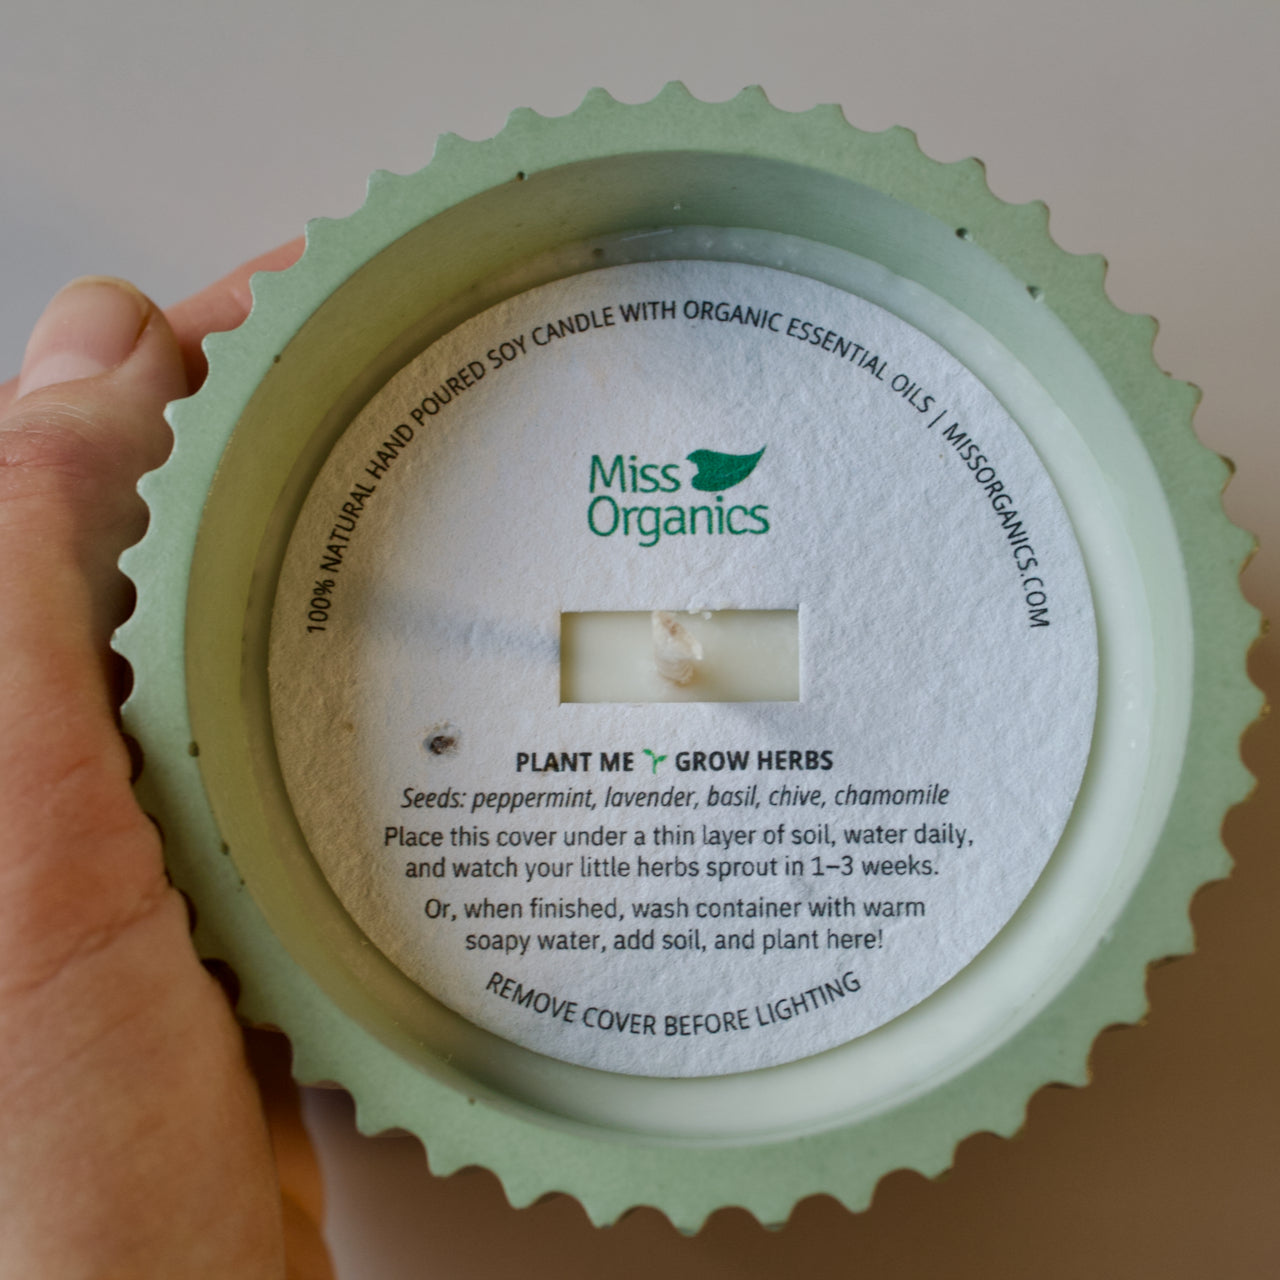 100% NATURAL HAND POURED SOY CANDLE WITH ORGANIC ESSENTIAL OILS | MISSORGANICS.COM
Miss
Organics
PLANT ME GROW HERBS
Seeds: peppermint, lavender, basil, chive, chamomile
Place this cover under a thin layer of soil, water daily,
and watch your little herbs sprout in 1–3 weeks.
Or, when finished, wash container with warm
soapy water, add soil, and plant here!
REMOVE COVER BEFORE LIGHTING